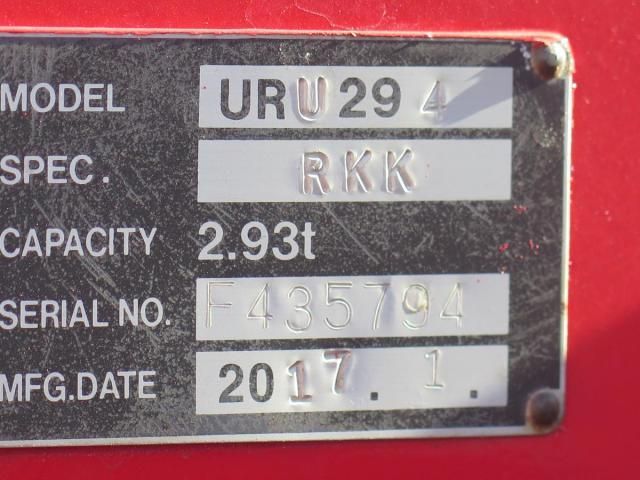 MODEL URU294
SPEC. RKK
CAPACITY 2.93t
SERIAL NO. F435794
MFG.DATE 2017. 1.